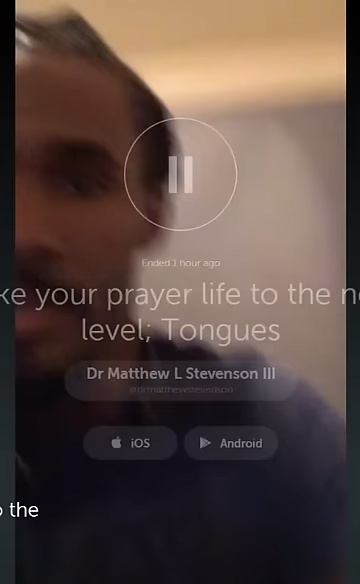 Ended 1 hour ago
ke your prayer life to the ne
level; Tongues
Dr Matthew L Stevenson III
@drmatthewstevenson
iOS
Android
o the